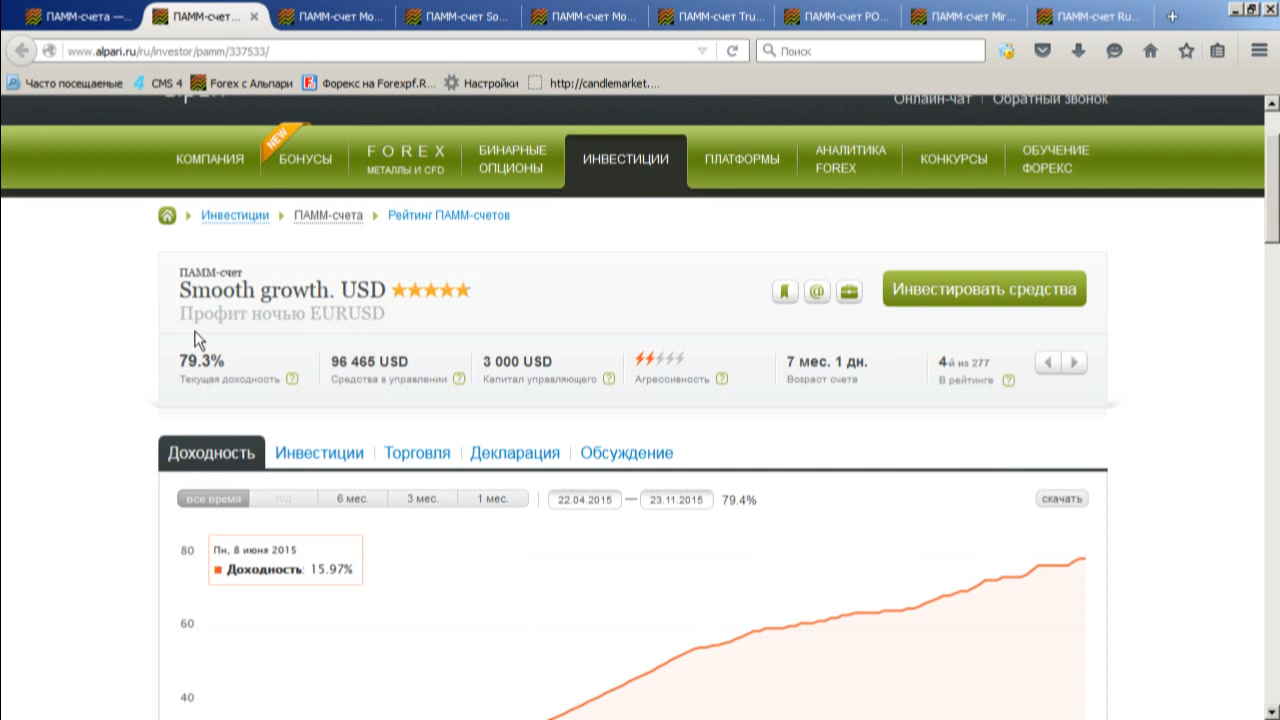 ПАММ-счета —...
ПАММ-счет...
ПАММ-счет Mo...
ПАММ-счет So...
ПАММ-счет Mo...
ПАММ-счет Tru...
ПАММ-счет PO...
ПАММ-счет Mir...
ПАММ-счет Ru...
www.alpari.ru/ru/investor/pamm/337533/
Поиск
Часто посещаемые
CMS 4
Forex с Альпари
Форекс на Forexpf.R...
Настройки
http://candlemarket....
Онлайн-чат
Обратный звонок
КОМПАНИЯ
NEW
БОНУСЫ
FOREX
МЕТАЛЛЫ И CFD
БИНАРНЫЕ
ОПЦИОНЫ
ИНВЕСТИЦИИ
ПЛАТФОРМЫ
АНАЛИТИКА
FOREX
КОНКУРСЫ
ОБУЧЕНИЕ
ФОРЕКС
Инвестиции
ПАММ-счета
Рейтинг ПАММ-счетов
ПАММ-счет
Smooth growth. USD
Профит ночью EURUSD
Инвестировать средства
79.3%
Текущая доходность
96 465 USD
Средства в управлении
3 000 USD
Капитал управляющего
Агрессивность
7 мес. 1 дн.
Возраст счета
4-й из 277
В рейтинге
Доходность
Инвестиции
Торговля
Декларация
Обсуждение
все время
год
6 мес.
3 мес.
1 мес.
22.04.2015 — 23.11.2015 79.4%
скачать
80
Пн, 8 июня 2015
Доходность: 15.97%
60
40